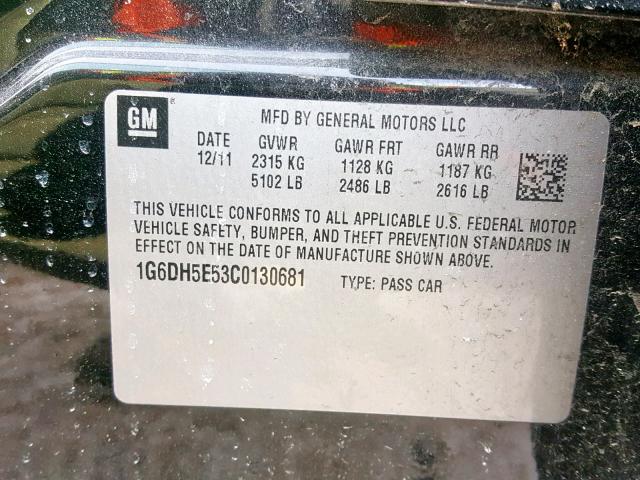 GM
MFD BY GENERAL MOTORS LLC
DATE GVWR GAWR FRT GAWR RR
12/11 2315 KG 1128 KG 1187 KG
5102 LB 2486 LB 2616 LB
THIS VEHICLE CONFORMS TO ALL APPLICABLE U.S. FEDERAL MOTOR
VEHICLE SAFETY, BUMPER, AND THEFT PREVENTION STANDARDS IN
EFFECT ON THE DATE OF MANUFACTURE SHOWN ABOVE.
1G6DH5E53C0130681 TYPE: PASS CAR